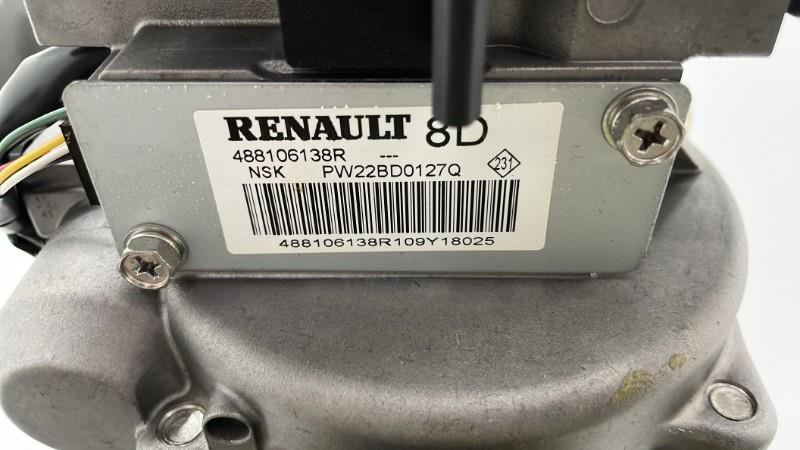 RENAULT 8D
488106138R ---
NSK PW22BD0127Q 231
488106138R109Y18025